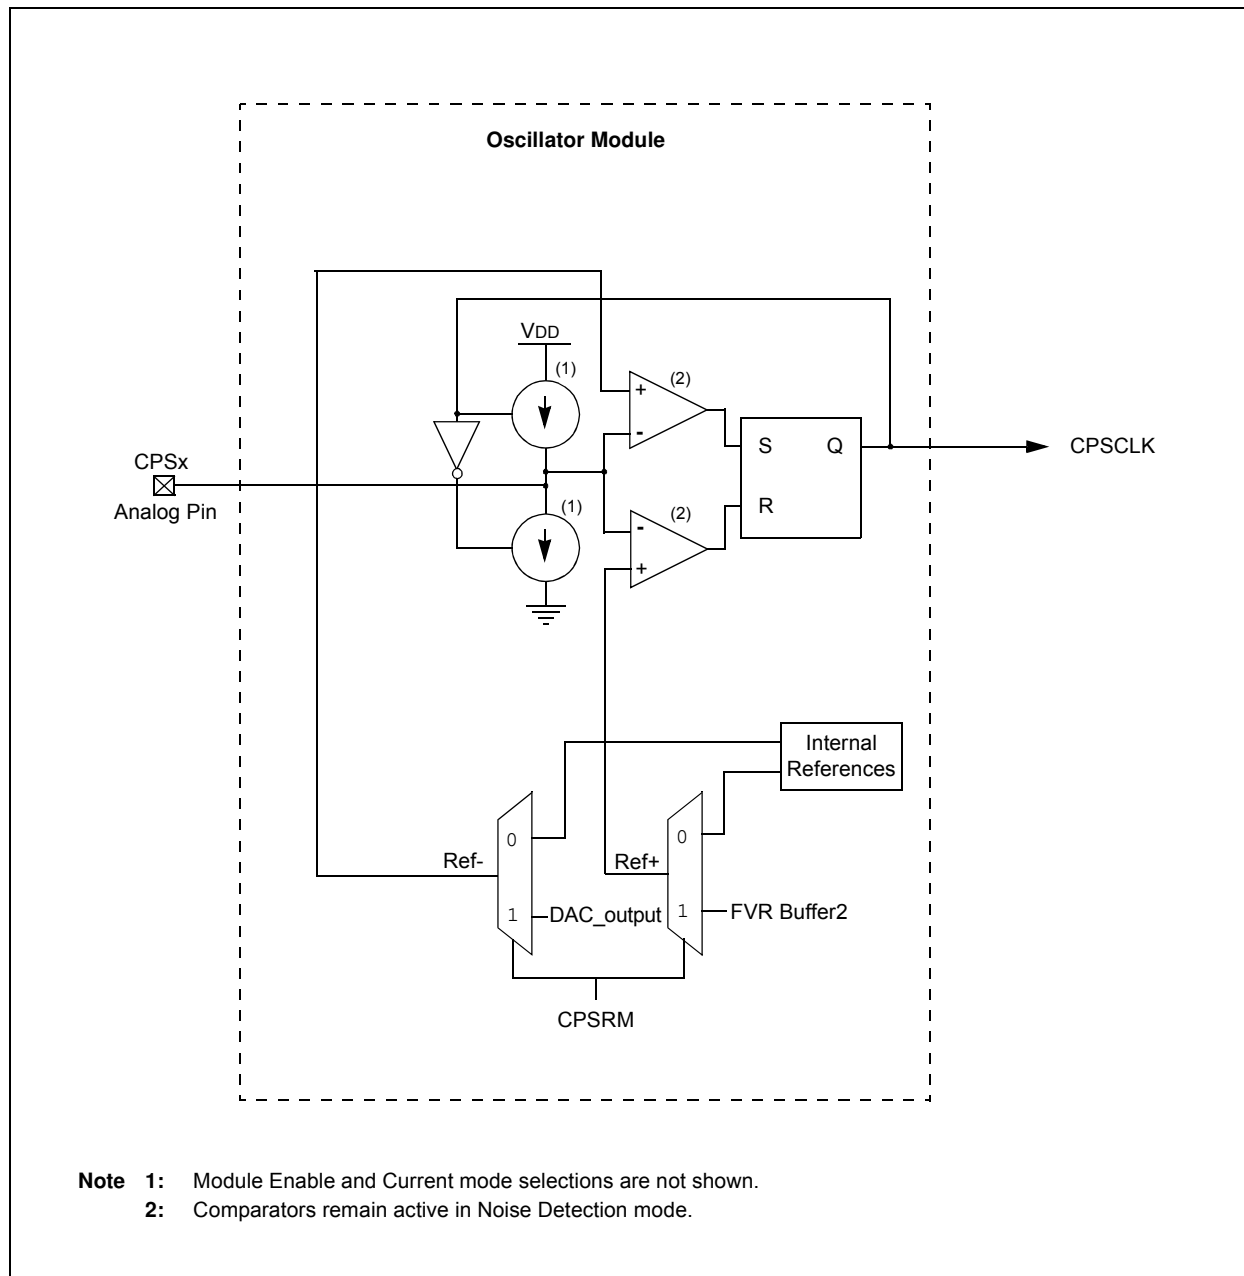 Oscillator Module
VDD
(1)
(2)
+
-
S Q
CPSCLK
CPSx
Analog Pin
(1)
(2)
-
+
R
Internal
References
0
0
Ref-
Ref+
1
DAC_output
1
FVR Buffer2
CPSRM
Note 1: Module Enable and Current mode selections are not shown.
2: Comparators remain active in Noise Detection mode.